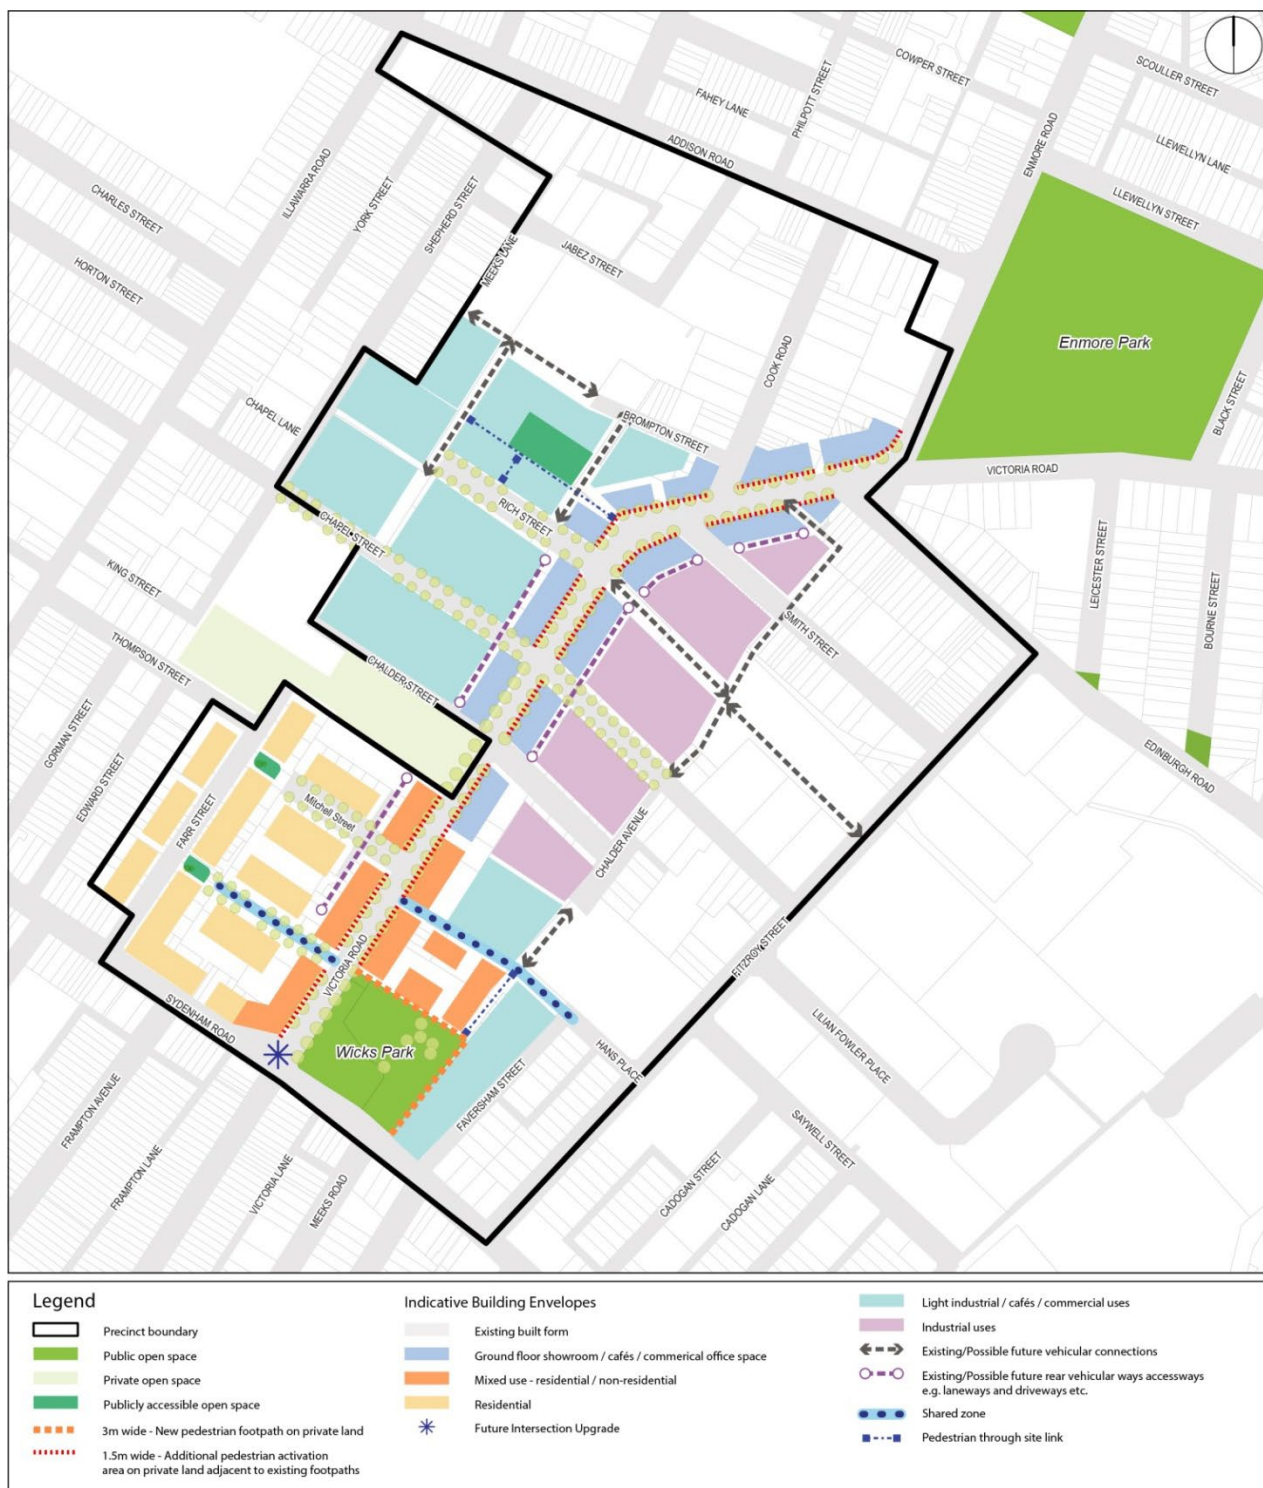 COWPER STREET
SCOULLER STREET
PHILPOTT STREET
FAHEY LANE
ENMORE ROAD
LLEWELLYN LANE
ADDISON ROAD
LLEWELLYN STREET
ILLAWARRA ROAD
CHARLES STREET
YORK STREET
SHEPHERD STREET
MEEKS LANE
JABEZ STREET
HORTON STREET
Enmore Park
COOK ROAD
BLACK STREET
CHAPEL LANE
BROMPTON STREET
VICTORIA ROAD
RICH STREET
CHAPEL STREET
LEICESTER STREET
BOURNE STREET
KING STREET
THOMPSON STREET
SMITH STREET
CHALDER STREET
GORMAN STREET
EDWARD STREET
EDINBURGH ROAD
Mitchell Street
FARR STREET
CHALDER AVENUE
VICTORIA ROAD
FITZROY STREET
SYDENHAM ROAD
Wicks Park
LILIAN FOWLER PLACE
HANS PLACE
FAVERSHAM STREET
FRAMPTON AVENUE
SAYWELL STREET
FRAMPTON LANE
VICTORIA LANE
MEEKS ROAD
CADOGAN STREET
CADOGAN LANE
Legend
Precinct boundary
Public open space
Private open space
Publicly accessible open space
3m wide - New pedestrian footpath on private land
1.5m wide - Additional pedestrian activation
area on private land adjacent to existing footpaths
Indicative Building Envelopes
Existing built form
Ground floor showroom / cafés / commerical office space
Mixed use - residential / non-residential
Residential
Future Intersection Upgrade
Light industrial / cafés / commercial uses
Industrial uses
Existing/Possible future vehicular connections
Existing/Possible future rear vehicular ways accessways
e.g. laneways and driveways etc.
Shared zone
Pedestrian through site link